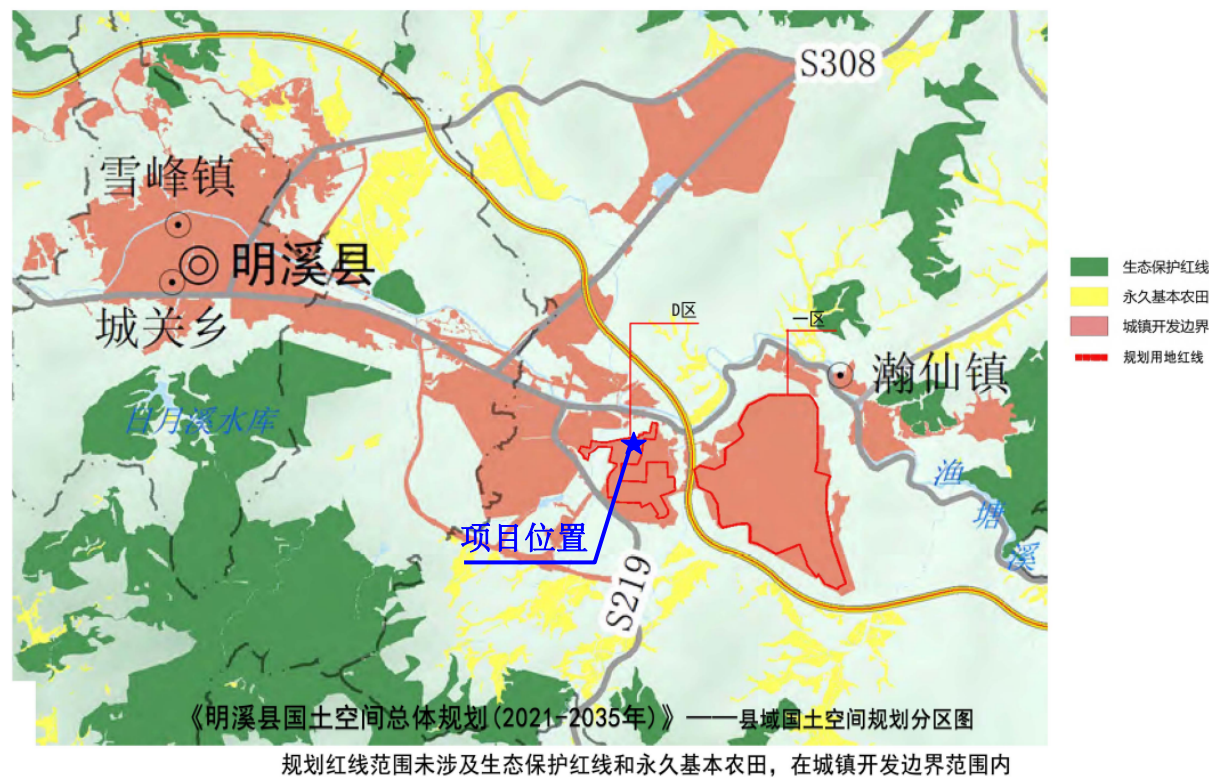 S308
雪峰镇
明溪县
城关乡
D区
一区
瀚仙镇
日月溪水库
渔塘溪
项目位置
S219
生态保护红线
永久基本农田
城镇开发边界
规划用地红线
《明溪县国土空间总体规划(2021-2035年)》——县域国土空间规划分区图
规划红线范围未涉及生态保护红线和永久基本农田，在城镇开发边界范围内